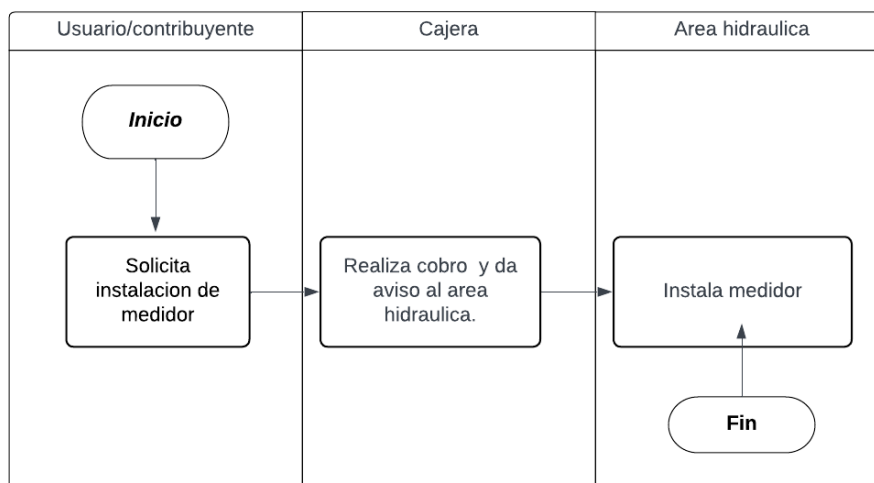 Usuario/contribuyente
Cajera
Area hidraulica
Inicio
Solicita
instalacion de
medidor
Realiza cobro y da
aviso al area
hidraulica.
Instala medidor
Fin